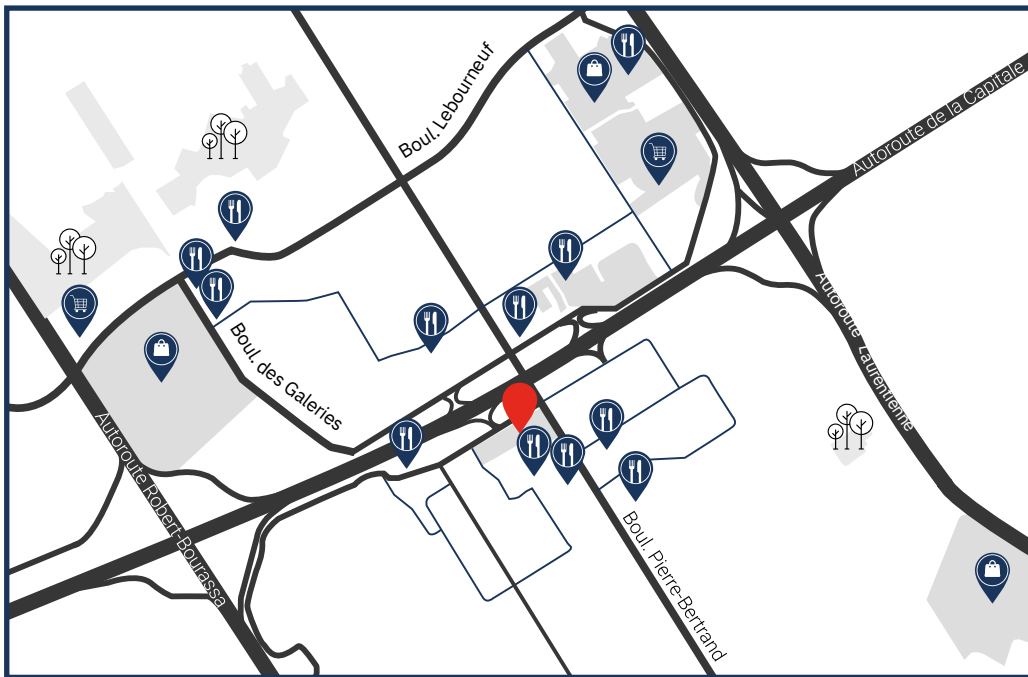 Boul. Lebourneuf
Autoroute de la Capitale
Boul. des Galeries
Autoroute Laurentienne
Autoroute Robert-Bourassa
Boul. Pierre-Bertrand